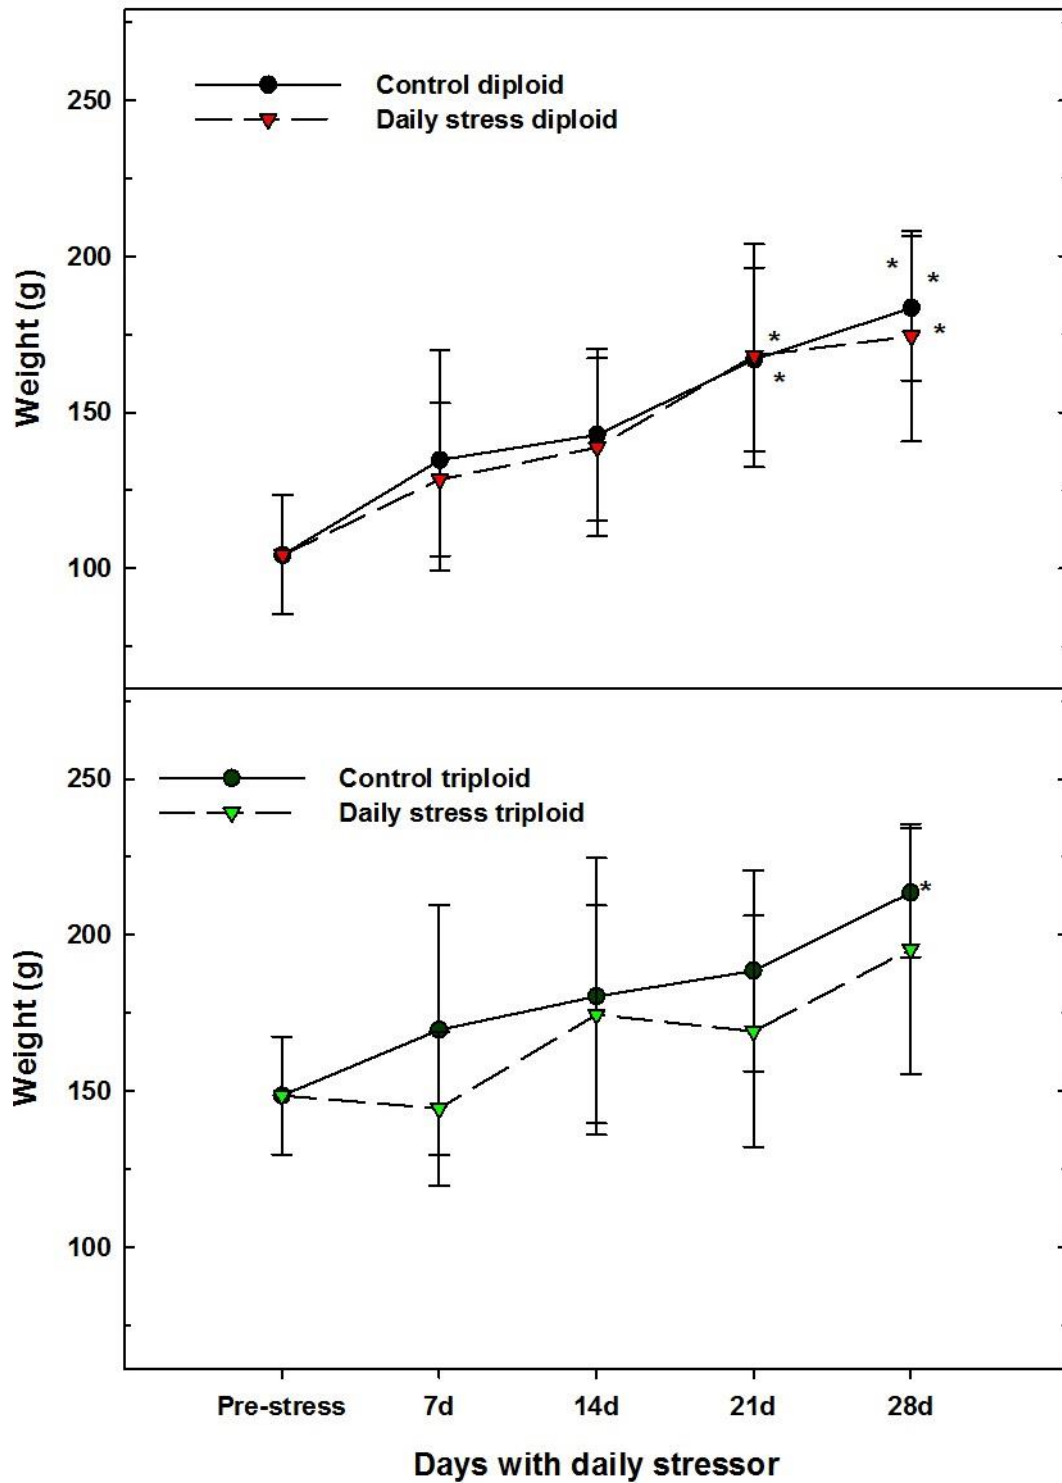 Control diploid
Daily stress diploid
250
200
150
100
Weight (g)
*
*
*
*
*
Control triploid
Daily stress triploid
250
200
150
100
Weight (g)
*
Pre-stress 7d 14d 21d 28d
Days with daily stressor